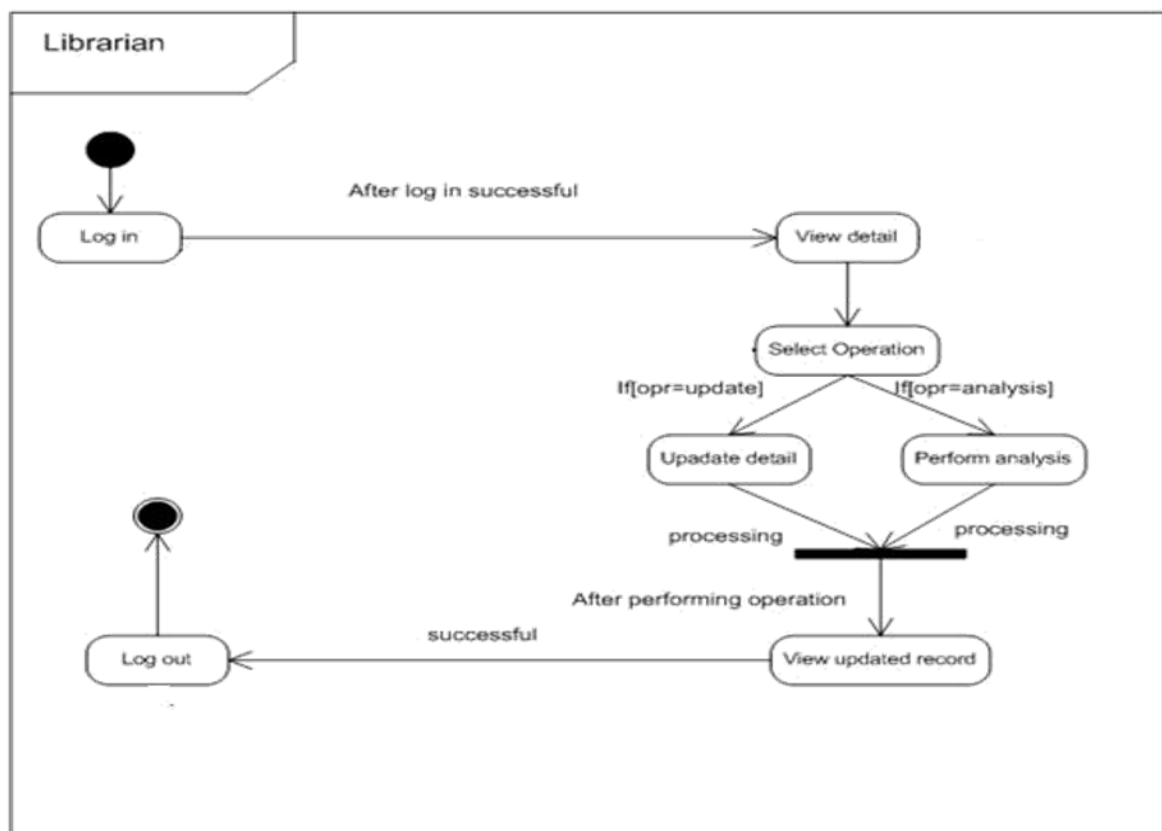 Librarian
After log in successful
Log in
View detail
Select Operation
If[opr=update]
If[opr=analysis]
Upadate detail
Perform analysis
processing
processing
After performing operation
successful
Log out
View updated record